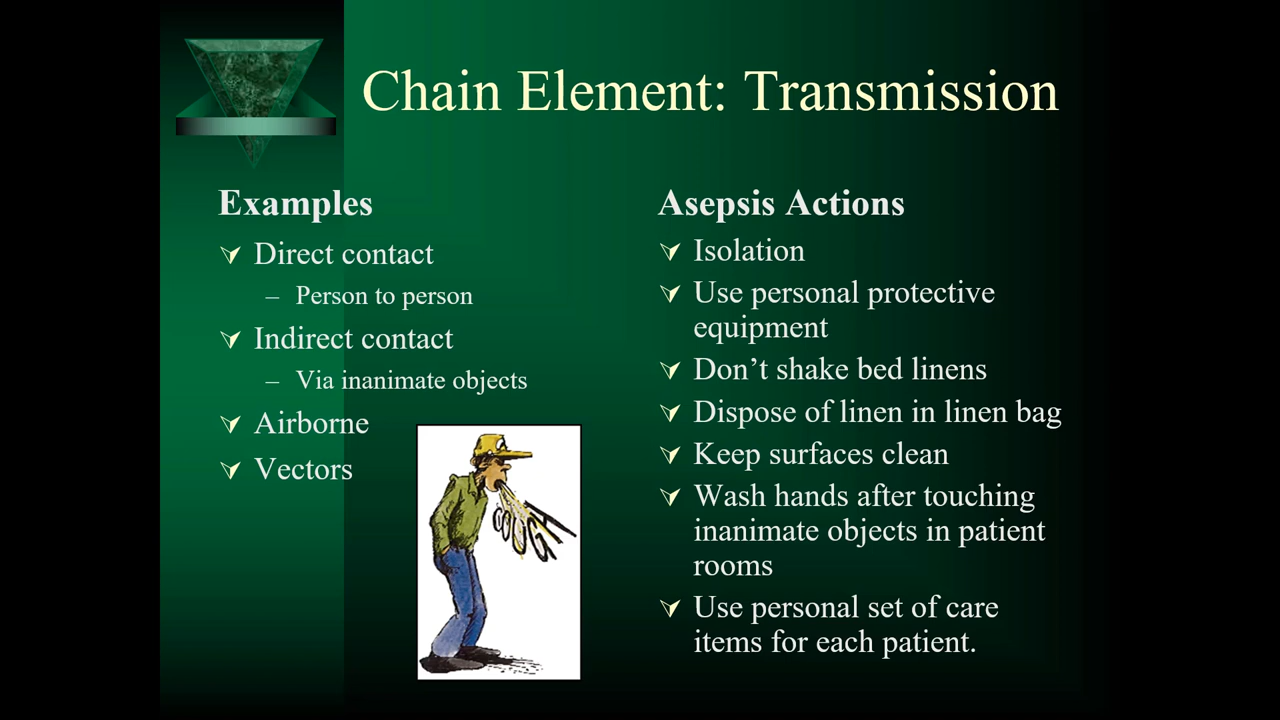 Chain Element: Transmission
Examples
Direct contact
– Person to person
Indirect contact
– Via inanimate objects
Airborne
Vectors
COUGH
Asepsis Actions
Isolation
Use personal protective
equipment
Don’t shake bed linens
Dispose of linen in linen bag
Keep surfaces clean
Wash hands after touching
inanimate objects in patient
rooms
Use personal set of care
items for each patient.